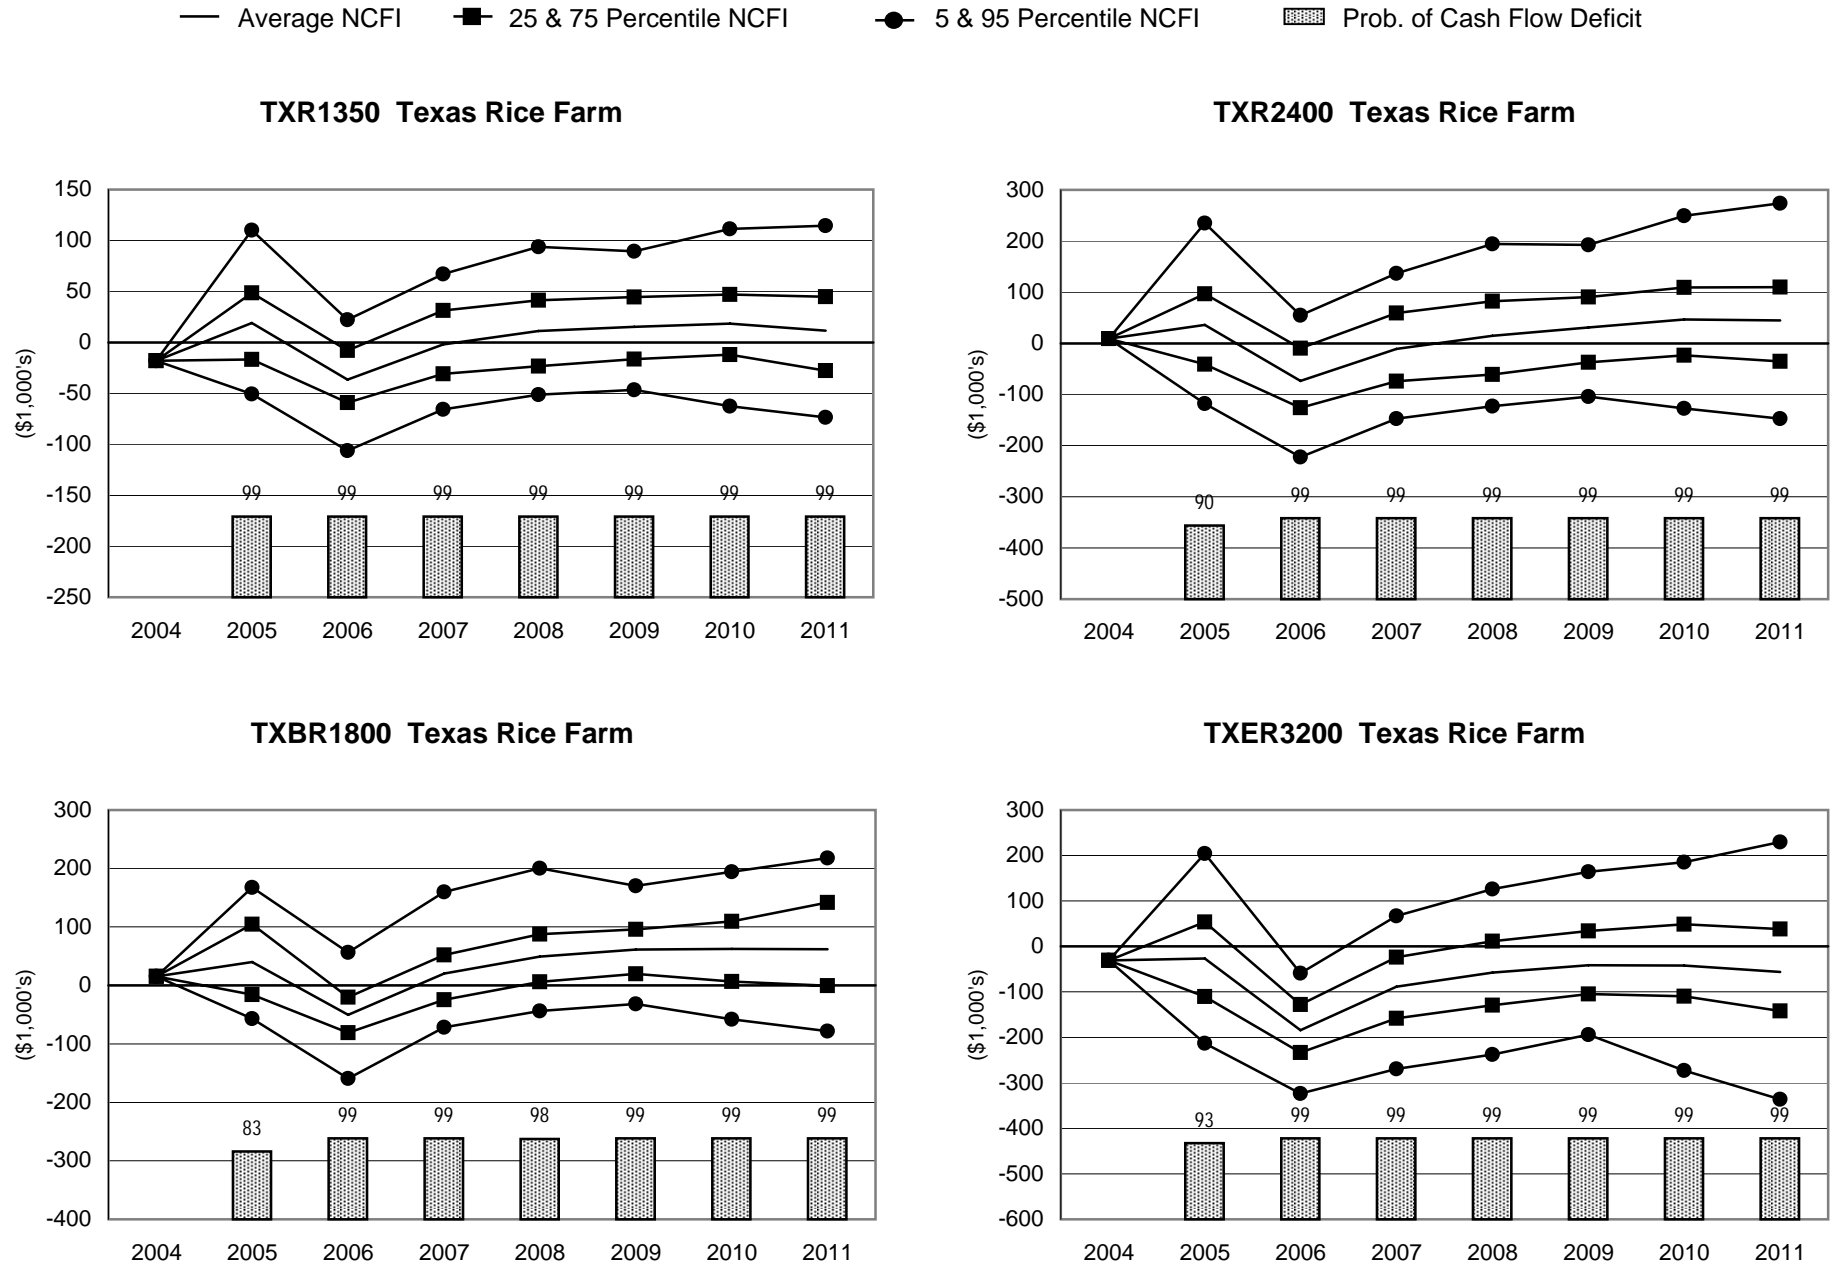 Average NCFI 25 & 75 Percentile NCFI 5 & 95 Percentile NCFI Prob. of Cash Flow Deficit
TXR1350 Texas Rice Farm
150
100
50
0
-50
-100
-150
-200
-250
($1,000's)
99 99 99 99 99 99 99
2004 2005 2006 2007 2008 2009 2010 2011
TXR2400 Texas Rice Farm
300
200
100
0
-100
-200
-300
-400
-500
($1,000's)
90 99 99 99 99 99 99
2004 2005 2006 2007 2008 2009 2010 2011
TXBR1800 Texas Rice Farm
300
200
100
0
-100
-200
-300
-400
($1,000's)
83 99 99 98 99 99 99
2004 2005 2006 2007 2008 2009 2010 2011
TXER3200 Texas Rice Farm
300
200
100
0
-100
-200
-300
-400
-500
-600
($1,000's)
93 99 99 99 99 99 99
2004 2005 2006 2007 2008 2009 2010 2011